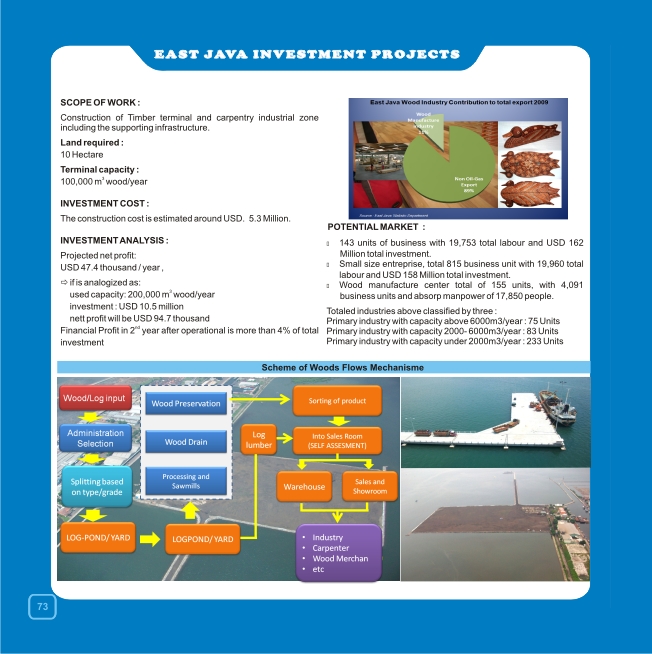 EAST JAVA INVESTMENT PROJECTS
SCOPE OF WORK :
Construction of Timber terminal and carpentry industrial zone
including the supporting infrastructure.
Land required :
10 Hectare
Terminal capacity :
100,000 m³ wood/year
INVESTMENT COST :
The construction cost is estimated around USD. 5.3 Million.
INVESTMENT ANALYSIS :
Projected net profit:
USD 47.4 thousand / year ,
⇨ if is analogized as:
used capacity: 200,000 m³ wood/year
investment : USD 10.5 million
nett profit will be USD 94.7 thousand
Financial Profit in 2nd year after operational is more than 4% of total
investment
East Java Wood Industry Contribution to total export 2009
Wood
Manufacture
Industry
Non Oil-Gas
Export
89%
POTENTIAL MARKET :
143 units of business with 19,753 total labour and USD 162
Million total investment.
Small size entreprise, total 815 business unit with 19,960 total
labour and USD 158 Million total investment.
Wood manufacture center total of 155 units, with 4,091
business units and absorp manpower of 17,850 people.
Totaled industries above classified by three :
Primary industry with capacity above 6000m3/year : 75 Units
Primary industry with capacity 2000- 6000m3/year : 83 Units
Primary industry with capacity under 2000m3/year : 233 Units
Scheme of Woods Flows Mechanisme
Wood/Log input
Administration
Selection
Splitting based
on type/grade
LOG-POND/ YARD
Wood Preservation
Wood Drain
Processing and
Sawmills
LOGPOND/ YARD
Log
lumber
Sorting of product
Into Sales Room
(SELF ASSESMENT)
Warehouse
Sales and
Showroom
• Industry
• Carpenter
• Wood Merchan
• etc
73